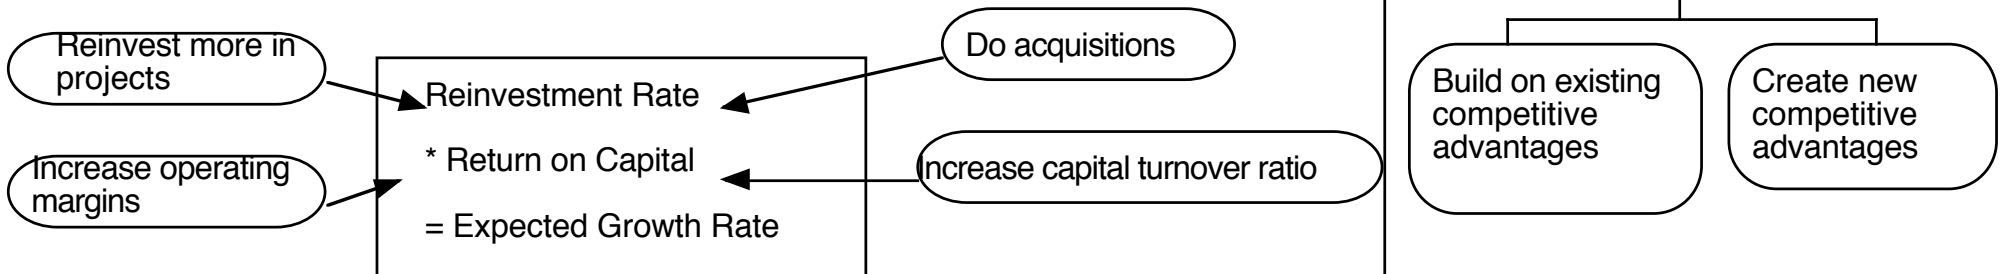 Reinvest more in
projects
Do acquisitions
Reinvestment Rate
* Return on Capital
= Expected Growth Rate
Increase operating
margins
Increase capital turnover ratio
Build on existing
competitive
advantages
Create new
competitive
advantages